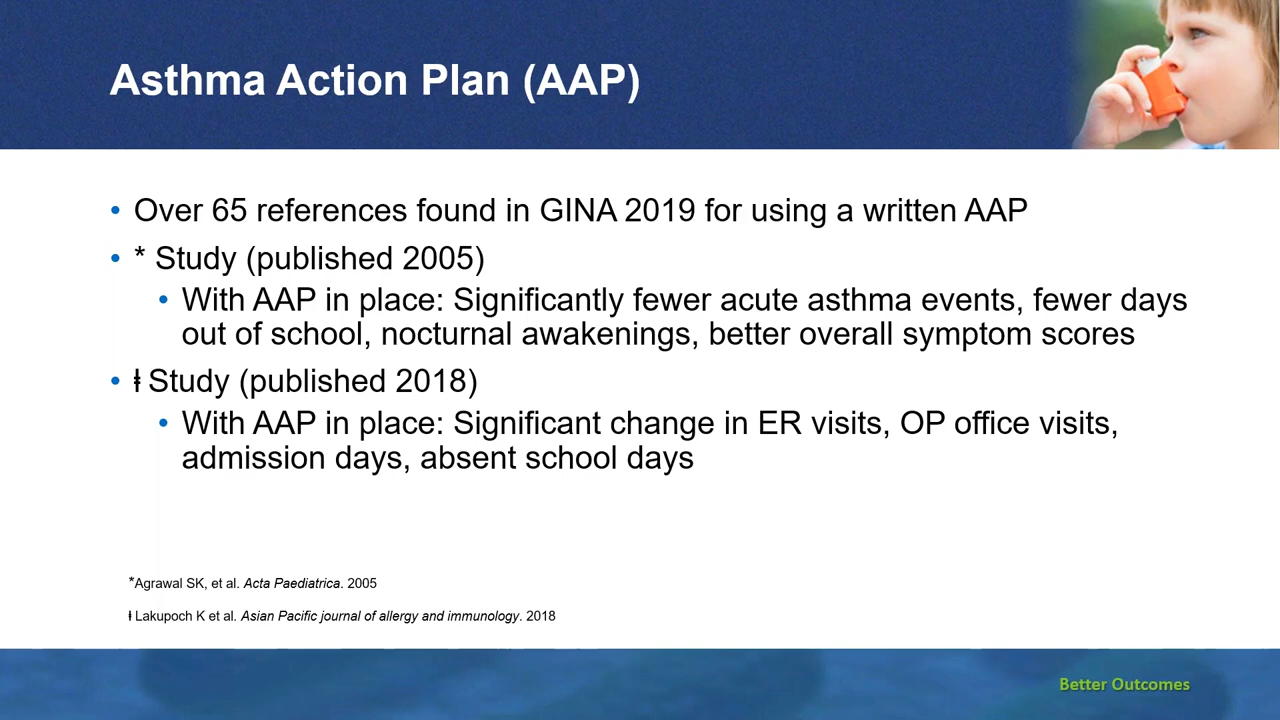 Asthma Action Plan (AAP)
• Over 65 references found in GINA 2019 for using a written AAP
• * Study (published 2005)
• With AAP in place: Significantly fewer acute asthma events, fewer days
out of school, nocturnal awakenings, better overall symptom scores
• ƚ Study (published 2018)
• With AAP in place: Significant change in ER visits, OP office visits,
admission days, absent school days
*Agrawal SK, et al. Acta Paediatrica. 2005
ƚ Lakupoch K et al. Asian Pacific journal of allergy and immunology. 2018
Better Outcomes